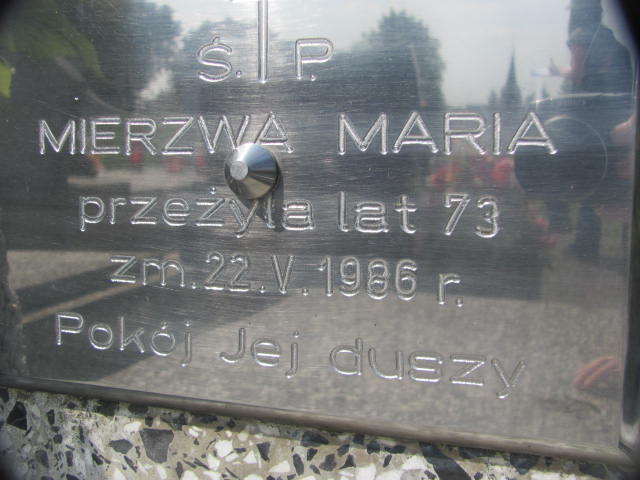 Ś. P.
MIERZWA MARIA
przeżyła lat 73
zm. 22. V. 1986 r.
Pokój Jej duszy